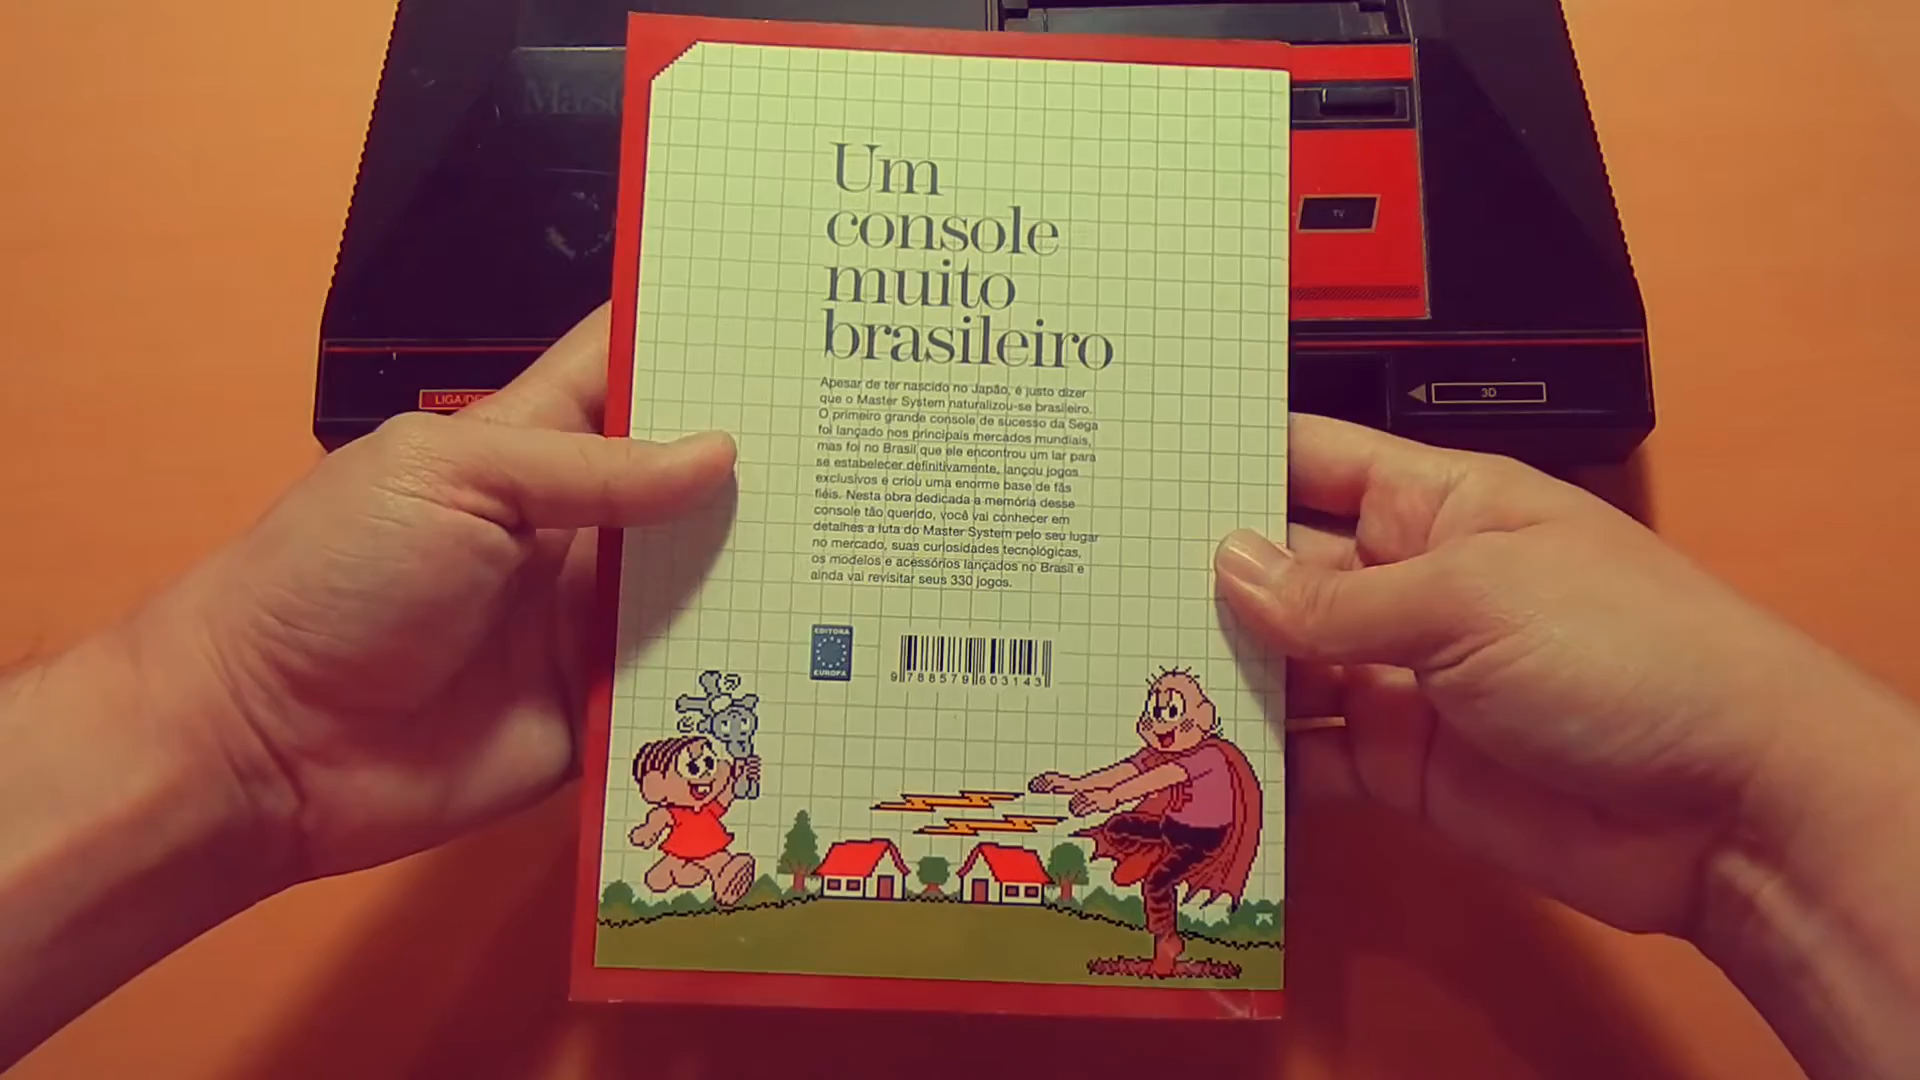 Mast
TV
LIGA/DE
3D
Um
console
muito
brasileiro
Apesar de ter nascido no Japão, é justo dizer
que o Master System naturalizou-se brasileiro.
O primeiro grande console de sucesso da Sega
foi lançado nos principais mercados mundiais,
mas foi no Brasil que ele encontrou um lar para
se estabelecer definitivamente, lançou jogos
exclusivos e criou uma enorme base de fãs
fiéis. Nesta obra dedicada a memória desse
console tão querido, você vai conhecer em
detalhes a luta do Master System pelo seu lugar
no mercado, suas curiosidades tecnológicas,
os modelos e acessórios lançados no Brasil e
ainda vai revisitar seus 330 jogos.
EDITORA
EUROPA
9 788579 603143